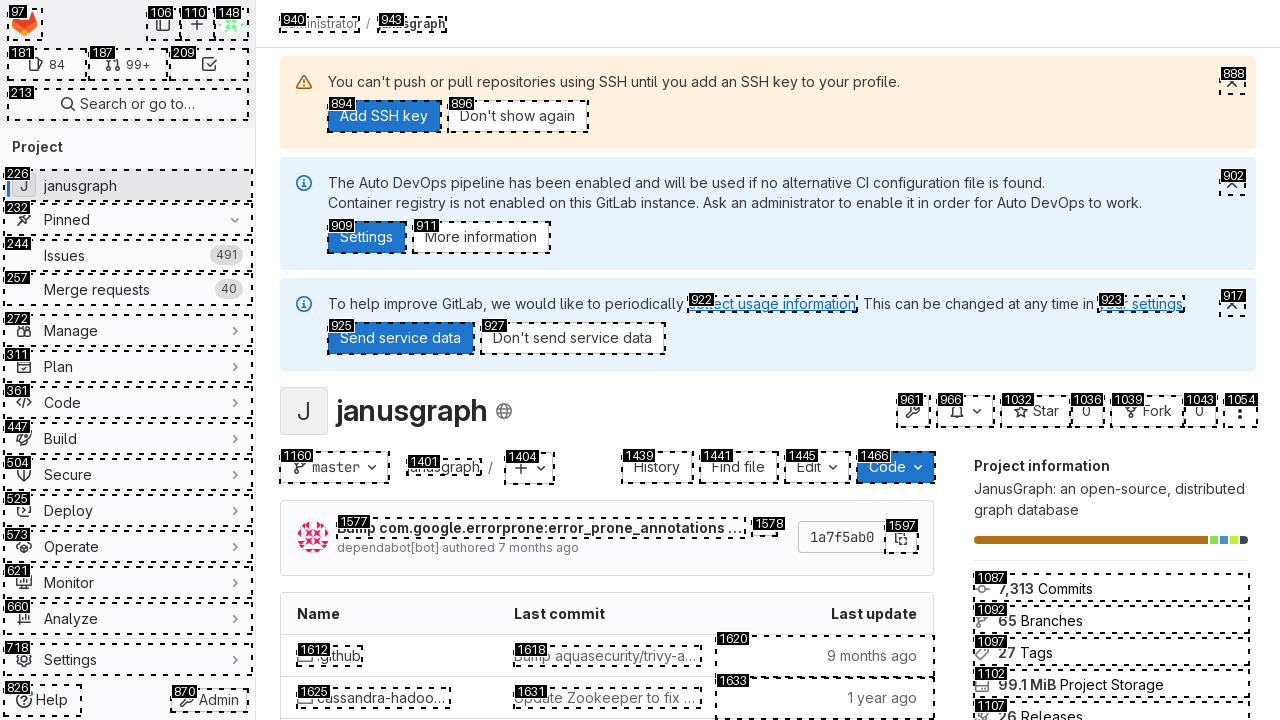 97
106
110
148
181
84
187
99+
209
213
Search or go to…
Project
226
J
janusgraph
232
Pinned
244
Issues
491
257
Merge requests
40
272
Manage
311
Plan
361
Code
447
Build
504
Secure
525
Deploy
573
Operate
621
Monitor
660
Analyze
718
Settings
826
Help
870
Admin
940
/
943
janusgraph
You can't push or pull repositories using SSH until you add an SSH key to your profile.
888
894
Add SSH key
896
Don't show again
The Auto DevOps pipeline has been enabled and will be used if no alternative CI configuration file is found.
902
Container registry is not enabled on this GitLab instance. Ask an administrator to enable it in order for Auto DevOps to work.
909
Settings
911
More information
To help improve GitLab, we would like to periodically
922
collect usage information. This can be changed at any time in
923
your settings.
917
925
Send service data
927
Don't send service data
J
janusgraph
961
966
1032
Star
1036
0
1039
Fork
1043
0
1054
1160
master
1401
janusgraph /
1404
1439
History
1441
Find file
1445
Edit
1466
Code
1577
Bump com.google.errorprone:error_prone_annotations …
1578
dependabot[bot] authored 7 months ago
1a7f5ab0
1597
Name
Last commit
Last update
1612
.github
1618
Bump aquasecurity/trivy-a…
1620
9 months ago
1625
cassandra-hadoo…
1631
Update Zookeeper to fix …
1633
1 year ago
Project information
JanusGraph: an open-source, distributed
graph database
1087
7,313 Commits
1092
65 Branches
1097
27 Tags
1102
99.1 MiB Project Storage
1107
26 Releases